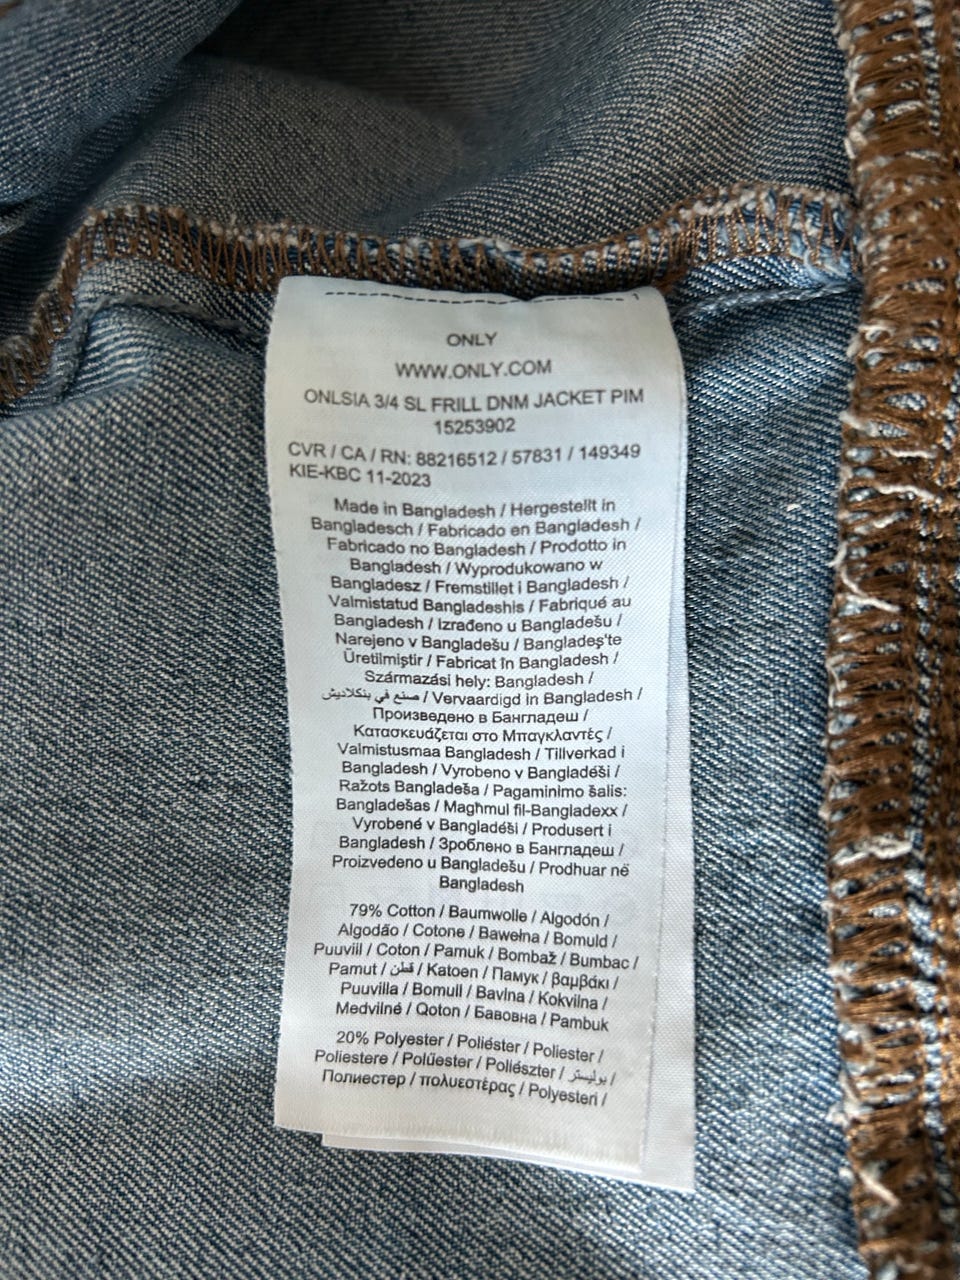 ONLY
WWW.ONLY.COM
ONLSIA 3/4 SL FRILL DNM JACKET PIM
15253902
CVR / CA / RN: 88216512 / 57831 / 149349
KIE-KBC 11-2023
Made in Bangladesh / Hergestellt in
Bangladesch / Fabricado en Bangladesh /
Fabricado no Bangladesh / Prodotto in
Bangladesh / Wyprodukowano w
Bangladesz / Fremstillet i Bangladesh /
Valmistatud Bangladeshis / Fabriqué au
Bangladesh / Izrađeno u Bangladešu /
Narejeno v Bangladešu / Bangladeş'te
Üretilmiştir / Fabricat în Bangladesh /
Származási hely: Bangladesh /
صنع في بنكلاديش / Vervaardigd in Bangladesh /
Произведено в Бангладеш /
Κατασκευάζεται στο Μπαγκλαντές /
Valmistusmaa Bangladesh / Tillverkad i
Bangladesh / Vyrobeno v Bangladéši /
Ražots Bangladeša / Pagaminimo šalis:
Bangladešas / Magħmul fil-Bangladexx /
Vyrobené v Bangladéši / Produsert i
Bangladesh / Зроблено в Бангладеш /
Proizvedeno u Bangladešu / Prodhuar në
Bangladesh
79% Cotton / Baumwolle / Algodón /
Algodão / Cotone / Bawełna / Bomuld /
Puuvill / Coton / Pamuk / Bombaž / Bumbac /
Pamut / قطن / Katoen / Памук / βαμβάκι /
Puuvilla / Bomull / Bavlna / Kokvilna /
Medvilné / Qoton / Бавовна / Pambuk
20% Polyester / Poliéster / Poliester /
Poliestere / Polüester / Poliészter / بوليستر /
Полиестер / πολυεστέρας / Polyesteri /